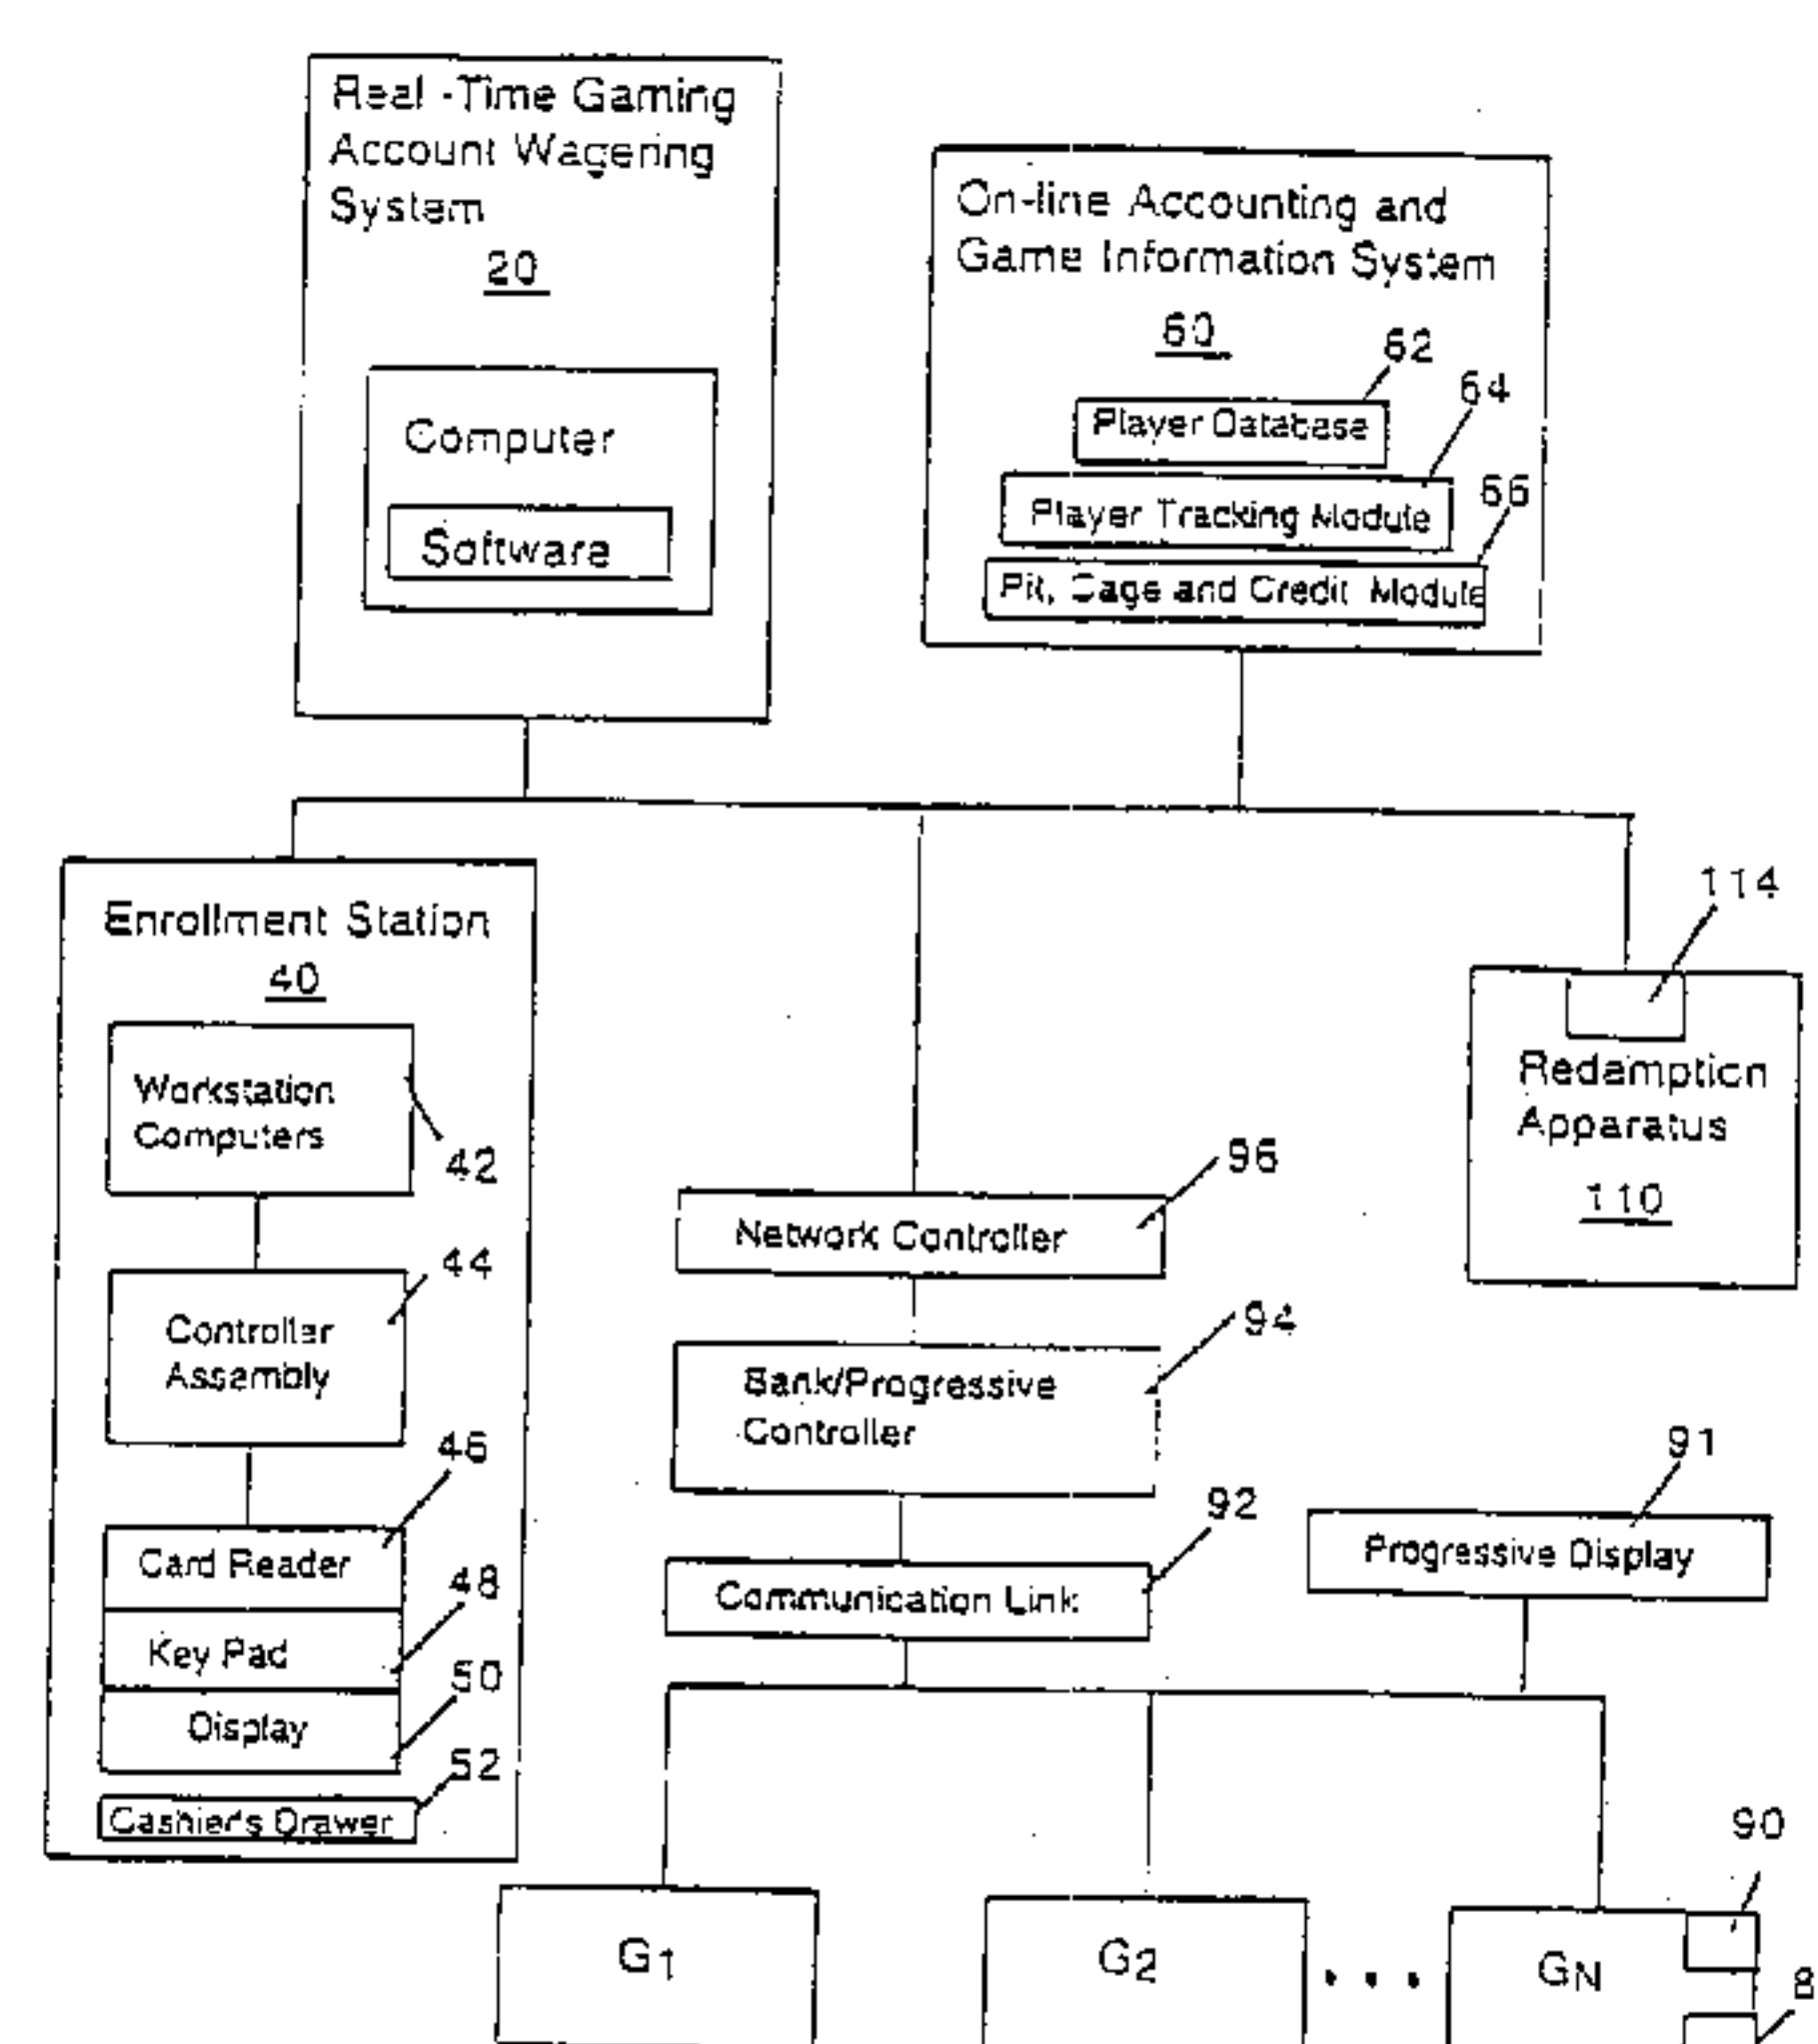 Real-Time Gaming
Account Wagering
System
20
Computer
Software
On-line Accounting and
Game Information System
60
62
Player Database
64
Player Tracking Module
66
Pit, Cage and Credit Module
Enrollment Station
40
Workstation
Computers
42
44
Controller
Assembly
46
Card Reader
48
Key Pad
50
Display
52
Cashier's Drawer
114
Redemption
Apparatus
110
96
Network Controller
94
Bank/Progressive
Controller
92
Communication Link
91
Progressive Display
90
G1
G2
• • •
GN